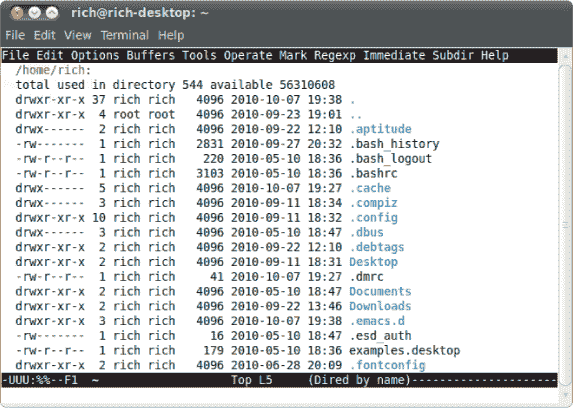 rich@rich-desktop: ~
File Edit View Terminal Help
File Edit Options Buffers Tools Operate Mark Regexp Immediate Subdir Help
/home/rich:
total used in directory 544 available 56310608
drwxr-xr-x 37 rich rich 4096 2010-10-07 19:38 .
drwxr-xr-x 4 root root 4096 2010-09-23 19:01 ..
drwx------ 2 rich rich 4096 2010-09-22 12:10 .aptitude
-rw------- 1 rich rich 2831 2010-09-27 20:32 .bash_history
-rw-r--r-- 1 rich rich 220 2010-05-10 18:36 .bash_logout
-rw-r--r-- 1 rich rich 3103 2010-05-10 18:36 .bashrc
drwx------ 5 rich rich 4096 2010-10-07 19:27 .cache
drwx------ 3 rich rich 4096 2010-09-11 18:34 .compiz
drwxr-xr-x 10 rich rich 4096 2010-09-11 18:32 .config
drwx------ 3 rich rich 4096 2010-05-10 18:47 .dbus
drwxr-xr-x 2 rich rich 4096 2010-09-22 12:10 .debtags
drwxr-xr-x 2 rich rich 4096 2010-09-11 18:31 Desktop
-rw-r--r-- 1 rich rich 41 2010-10-07 19:27 .dmrc
drwxr-xr-x 2 rich rich 4096 2010-05-10 18:47 Documents
drwxr-xr-x 2 rich rich 4096 2010-09-22 13:46 Downloads
drwxr-xr-x 3 rich rich 4096 2010-10-07 19:38 .emacs.d
-rw------- 1 rich rich 16 2010-05-10 18:47 .esd_auth
-rw-r--r-- 1 rich rich 179 2010-05-10 18:36 examples.desktop
drwxr-xr-x 2 rich rich 4096 2010-06-28 20:09 .fontconfig
-UUU:%%--F1 ~ Top L5 (Dired by name)---------------------